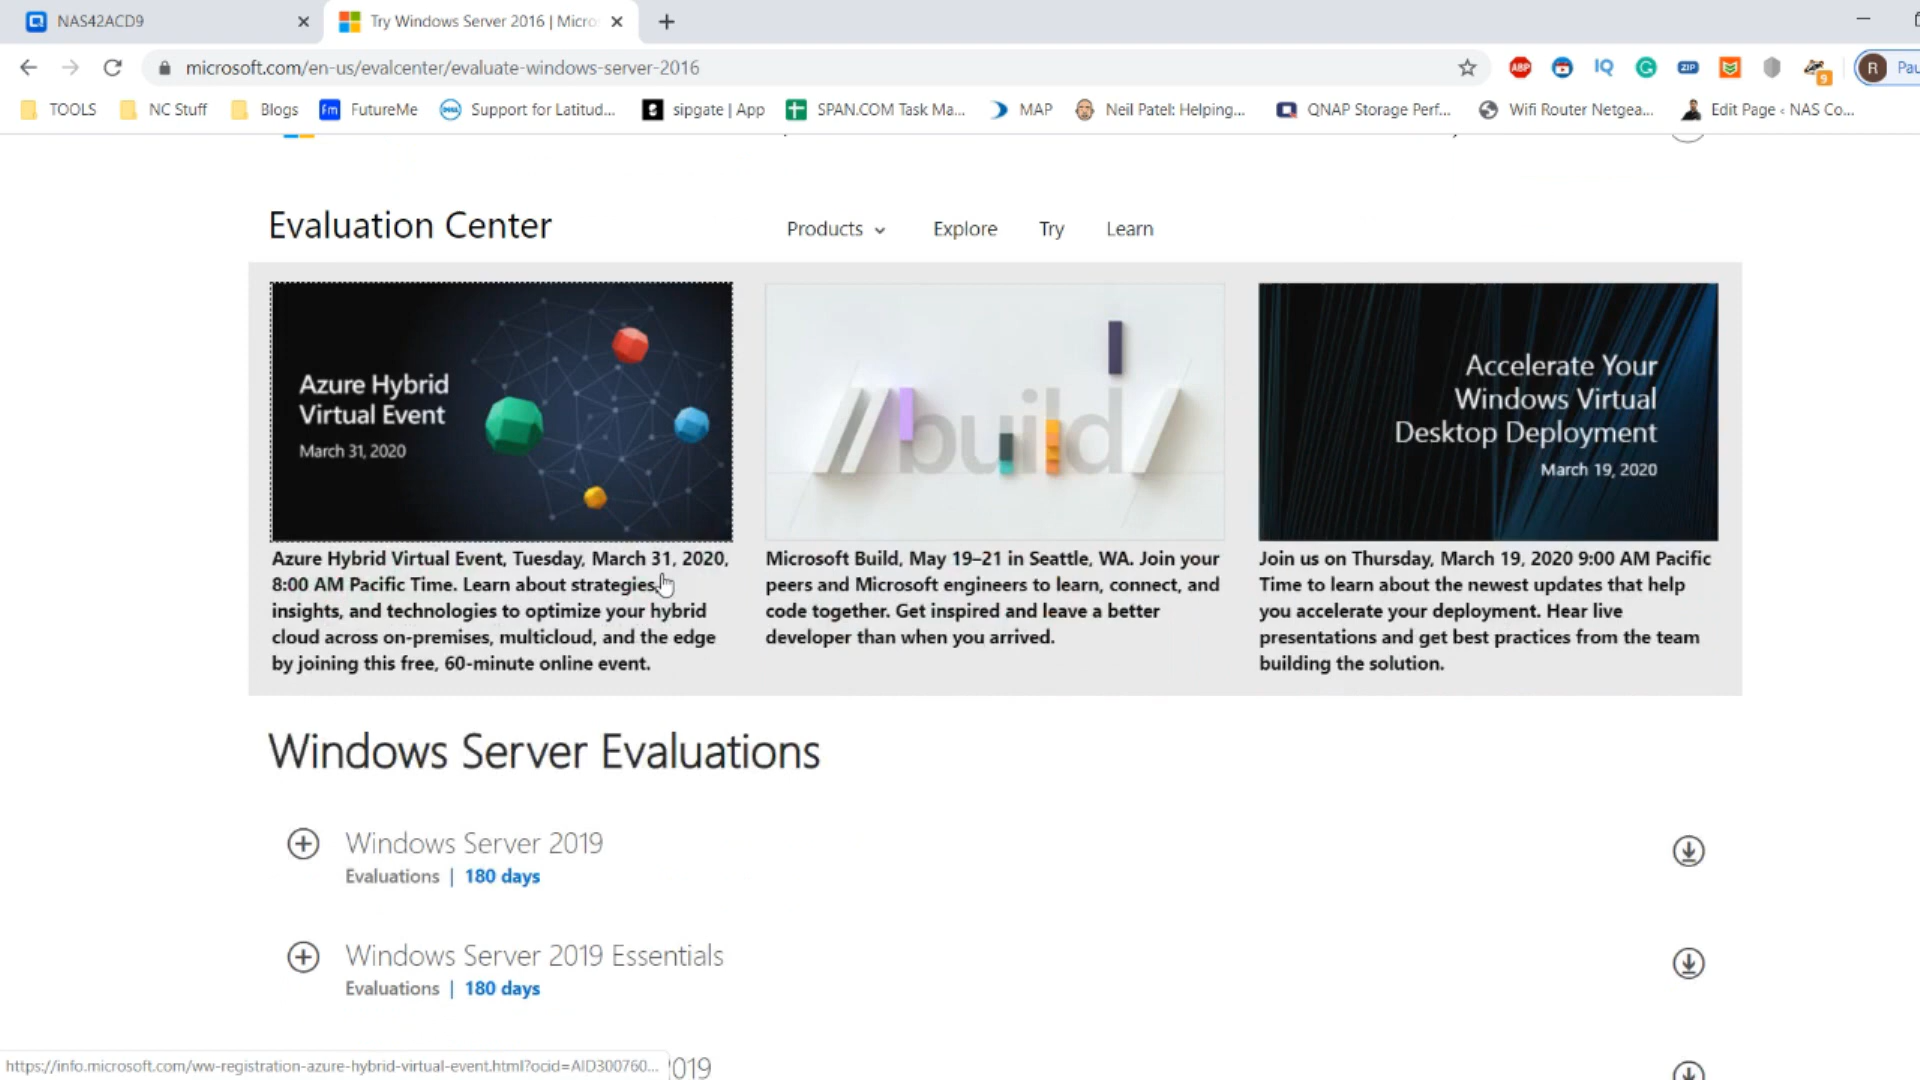 NAS42ACD9
Try Windows Server 2016 | Micro
microsoft.com/en-us/evalcenter/evaluate-windows-server-2016
ABP
IQ
ZIP
9
R
Pau
TOOLS
NC Stuff
Blogs
Fm
FutureMe
DELL
Support for Latitud...
sipgate | App
SPAN.COM Task Ma...
MAP
Neil Patel: Helping...
QNAP Storage Perf...
Wifi Router Netgea...
Edit Page ‹ NAS Co...
Evaluation Center
Products
Explore
Try
Learn
Azure Hybrid
Virtual Event
March 31, 2020
//build/
Accelerate Your
Windows Virtual
Desktop Deployment
March 19, 2020
Azure Hybrid Virtual Event, Tuesday, March 31, 2020,
8:00 AM Pacific Time. Learn about strategies,
insights, and technologies to optimize your hybrid
cloud across on-premises, multicloud, and the edge
by joining this free, 60-minute online event.
Microsoft Build, May 19–21 in Seattle, WA. Join your
peers and Microsoft engineers to learn, connect, and
code together. Get inspired and leave a better
developer than when you arrived.
Join us on Thursday, March 19, 2020 9:00 AM Pacific
Time to learn about the newest updates that help
you accelerate your deployment. Hear live
presentations and get best practices from the team
building the solution.
Windows Server Evaluations
Windows Server 2019
Evaluations | 180 days
Windows Server 2019 Essentials
Evaluations | 180 days
https://info.microsoft.com/ww-registration-azure-hybrid-virtual-event.html?ocid=AID300760...
2019